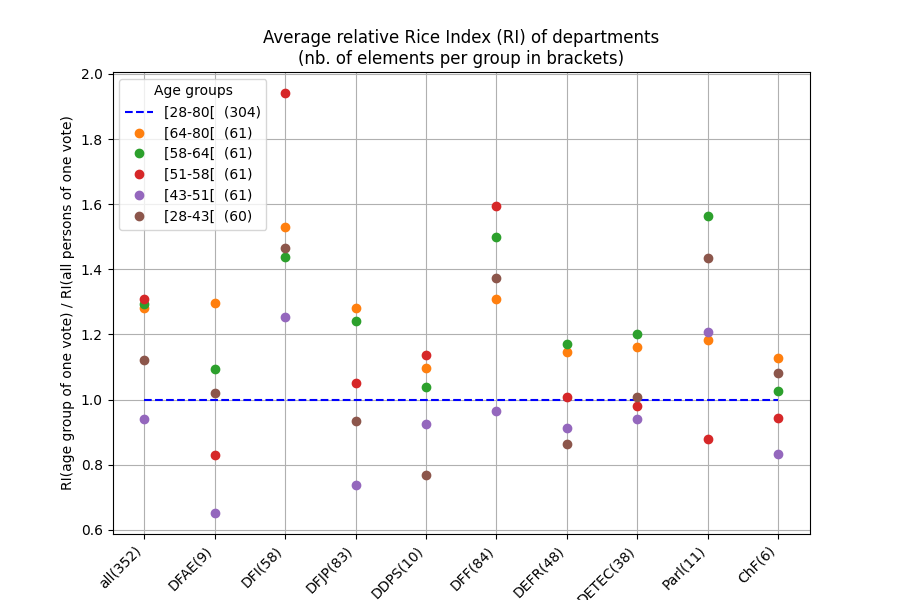 Average relative Rice Index (RI) of departments
(nb. of elements per group in brackets)
RI(age group of one vote) / RI(all persons of one vote)
2.0
1.8
1.6
1.4
1.2
1.0
0.8
0.6
Age groups
[28-80[ (304)
[64-80[ (61)
[58-64[ (61)
[51-58[ (61)
[43-51[ (61)
[28-43[ (60)
all(352)
DFAE(9)
DFI(58)
DFJP(83)
DDPS(10)
DFF(84)
DEFR(48)
DETEC(38)
Parl(11)
ChF(6)